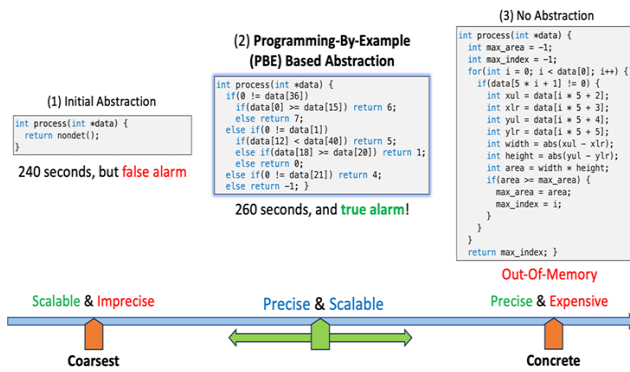 (1) Initial Abstraction
int process(int *data) {
  return nondet();
}
240 seconds, but false alarm
(2) Programming-By-Example
(PBE) Based Abstraction
int process(int *data) {
  if(0 != data[36])
    if(data[0] >= data[15]) return 6;
    else return 7;
  else if(0 != data[1])
    if(data[12] < data[40]) return 5;
    else if(data[18] >= data[20]) return 1;
    else return 0;
  else if(0 != data[21]) return 4;
  else return -1; }
260 seconds, and true alarm!
(3) No Abstraction
int process(int *data) {
  int max_area = -1;
  int max_index = -1;
  for(int i = 0; i < data[0]; i++) {
    if(data[5 * i + 1] != 0) {
      int xul = data[i * 5 + 2];
      int xlr = data[i * 5 + 3];
      int yul = data[i * 5 + 4];
      int ylr = data[i * 5 + 5];
      int width = abs(xul - xlr);
      int height = abs(yul - ylr);
      int area = width * height;
      if(area >= max_area) {
        max_area = area;
        max_index = i;
      }
    }
  }
  return max_index; }
Out-Of-Memory
Scalable & Imprecise
Precise & Scalable
Precise & Expensive
Coarsest
Concrete